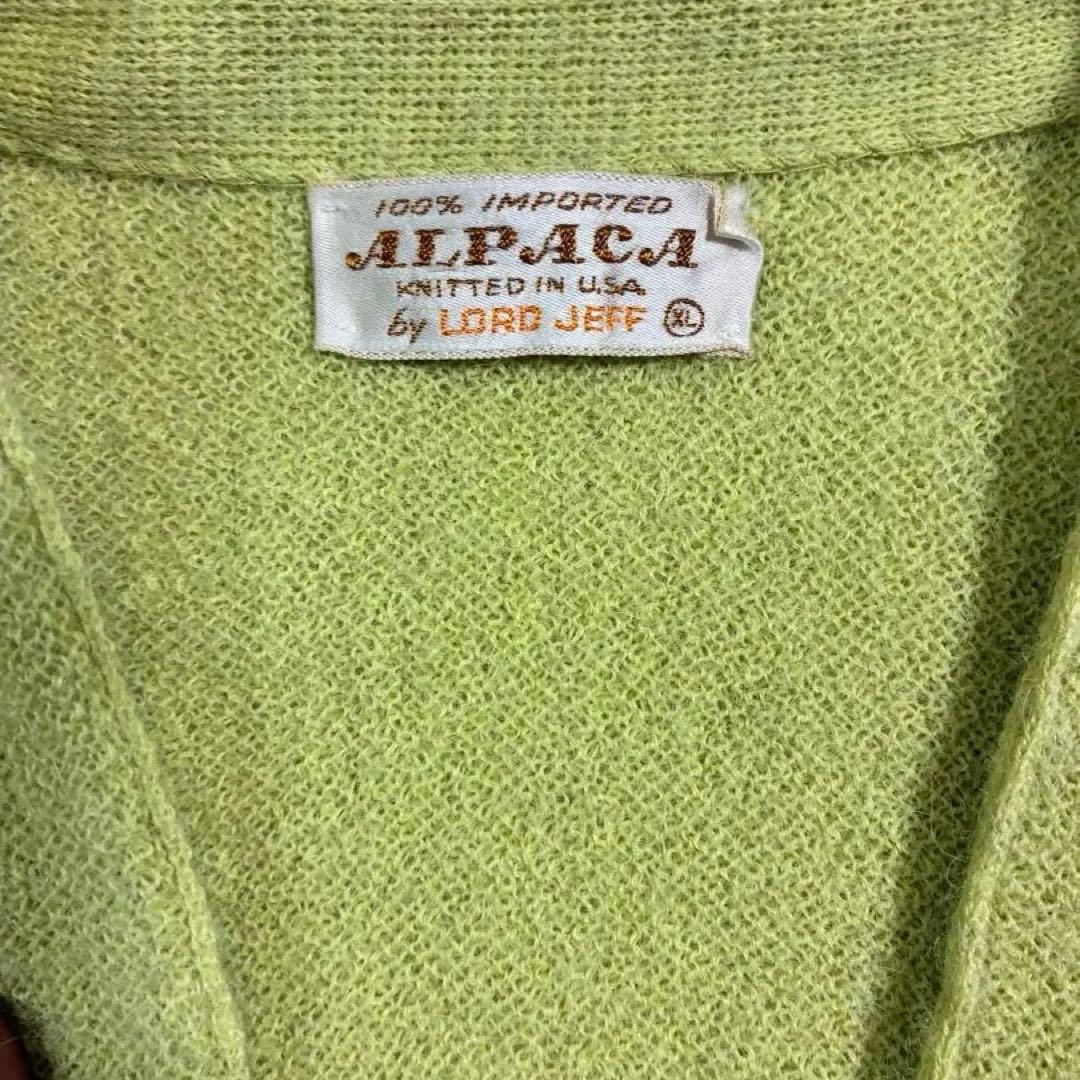 100% IMPORTED
ALPACA
KNITTED IN U.S.A.
by LORD JEFF XL